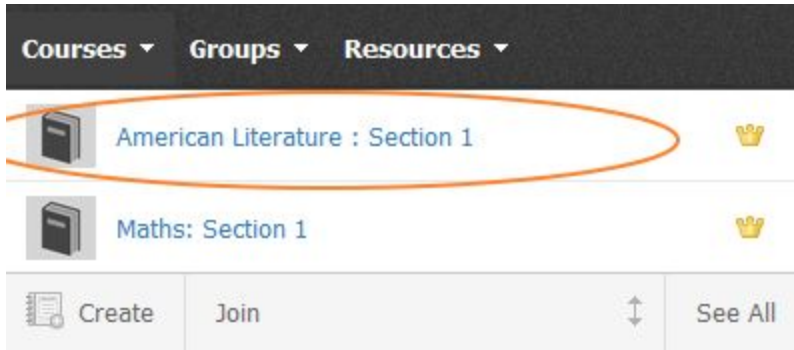 Courses Groups Resources
American Literature : Section 1
Maths: Section 1
Create Join See All